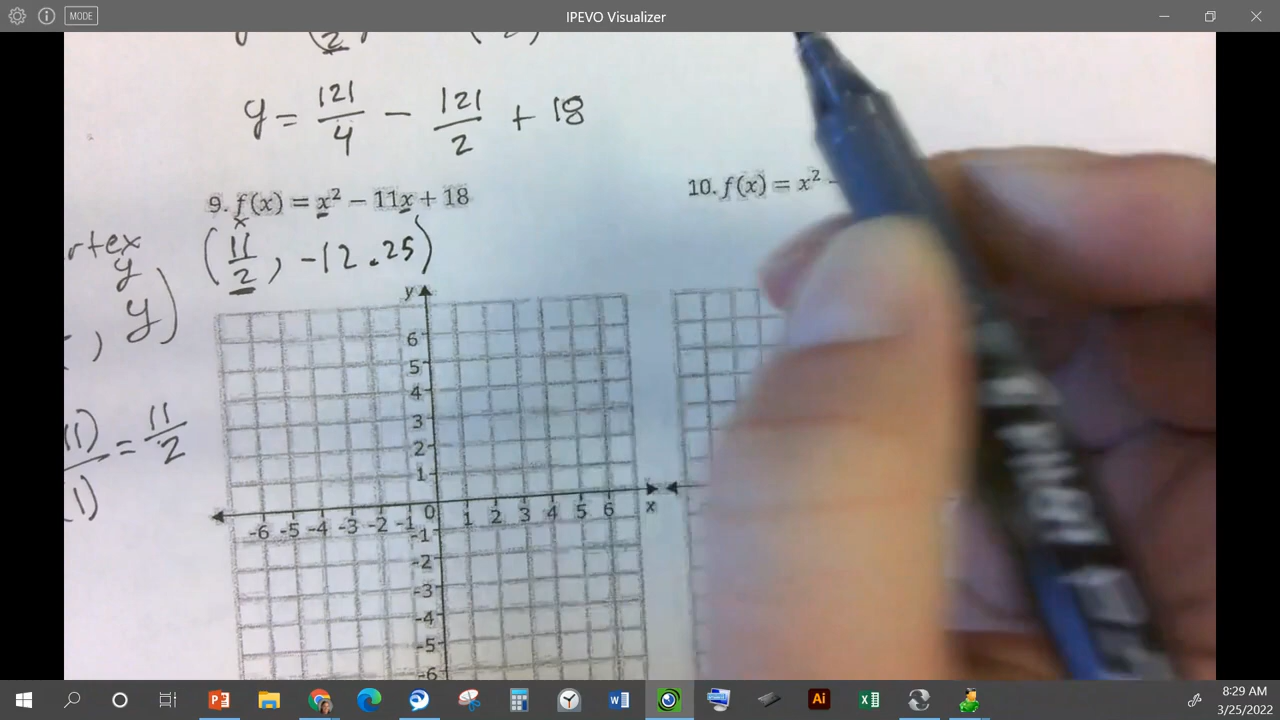 MODE
IPEVO Visualizer
y = 121/4 - 121/2 + 18
9. f(x) = x² − 11x + 18
10. f(x) = x² −
x
rtex
(11/2, -12.25)
y
, y)
y
6
5
4
3
2
1
11) = 11/2
1)
-6 -5 -4 -3 -2 -1 0 1 2 3 4 5 6 x
-1
-2
-3
-4
-5
-6
8:29 AM
3/25/2022